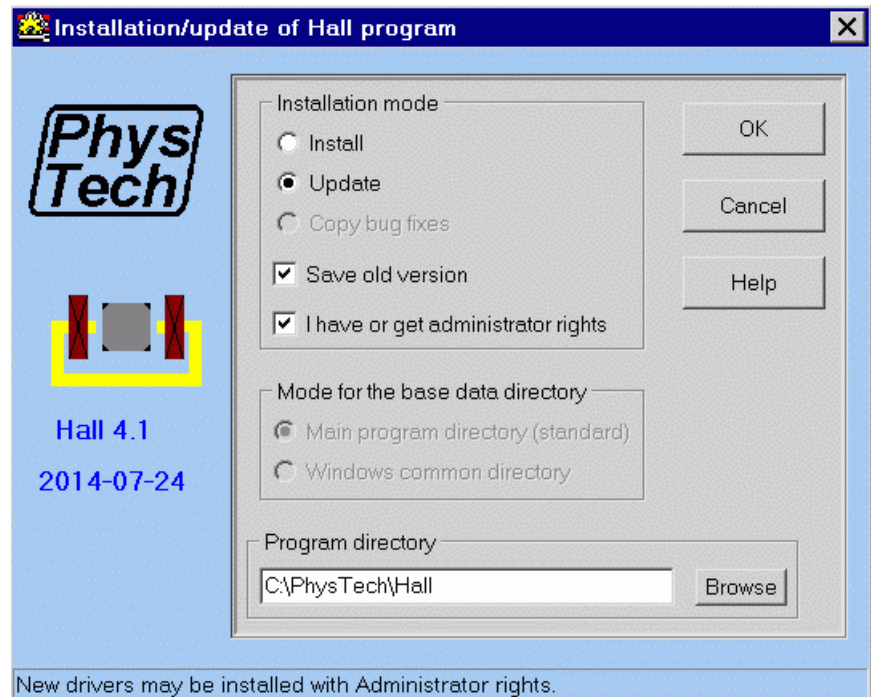 Installation/update of Hall program
Phys
Tech
Hall 4.1
2014-07-24
Installation mode
Install
Update
Copy bug fixes
Save old version
I have or get administrator rights
OK
Cancel
Help
Mode for the base data directory
Main program directory (standard)
Windows common directory
Program directory
C:\PhysTech\Hall
Browse
New drivers may be installed with Administrator rights.